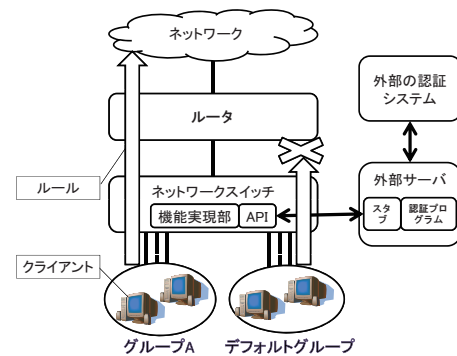 ネットワーク
外部の認証
システム
ルータ
ルール
ネットワークスイッチ
機能実現部
API
外部サーバ
スタ
ブ
認証プロ
グラム
クライアント
グループA
デフォルトグループ